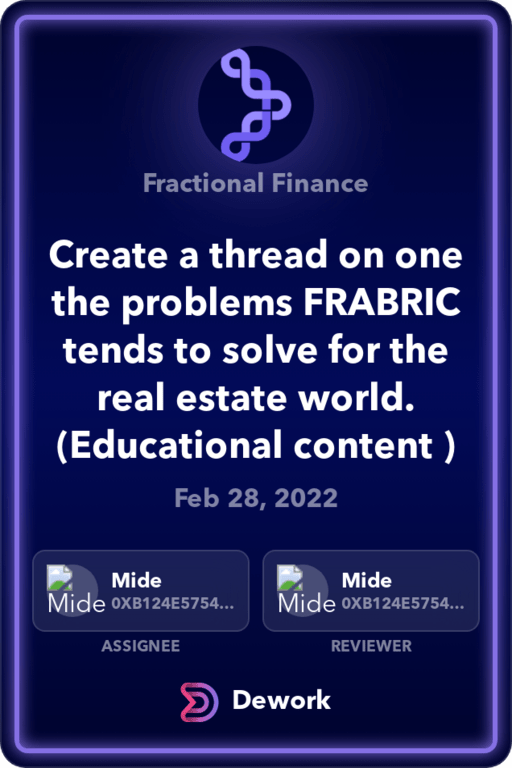 Fractional Finance
Create a thread on one
the problems FRABRIC
tends to solve for the
real estate world.
(Educational content )
Feb 28, 2022
Mide
Mide
0XB124E5754...
ASSIGNEE
Mide
Mide
0XB124E5754...
REVIEWER
Dework